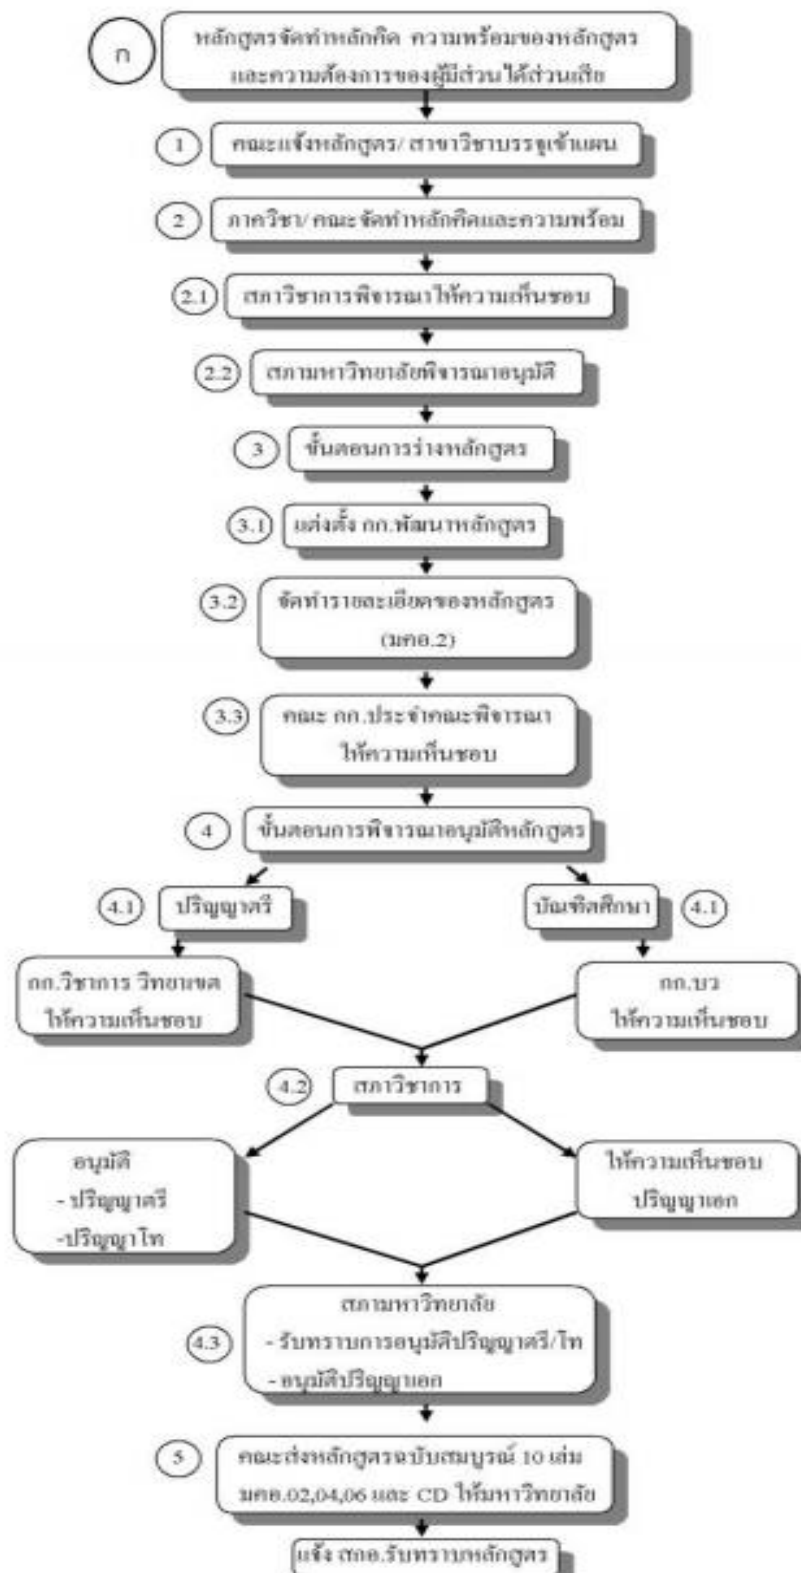 ก
หลักสูตรจัดทำหลักคิด ความพร้อมของหลักสูตร
และความต้องการของผู้มีส่วนได้ส่วนเสีย
1
คณะแจ้งหลักสูตร/ สาขาวิชาบรรจุเข้าแผน
2
ภาควิชา/ คณะจัดทำหลักคิดและความพร้อม
2.1
สภาวิชาการพิจารณาให้ความเห็นชอบ
2.2
สภามหาวิทยาลัยพิจารณาอนุมัติ
3
ขั้นตอนการร่างหลักสูตร
3.1
แต่งตั้ง กก.พัฒนาหลักสูตร
3.2
จัดทำรายละเอียดของหลักสูตร
(มคอ.2)
3.3
คณะ กก.ประจำคณะพิจารณา
ให้ความเห็นชอบ
4
ขั้นตอนการพิจารณาอนุมัติหลักสูตร
4.1
ปริญญาตรี
บัณฑิตศึกษา
4.1
กก.วิชาการ วิทยาเขต
ให้ความเห็นชอบ
กก.บว
ให้ความเห็นชอบ
4.2
สภาวิชาการ
อนุมัติ
- ปริญญาตรี
-ปริญญาโท
ให้ความเห็นชอบ
ปริญญาเอก
4.3
สภามหาวิทยาลัย
- รับทราบการอนุมัติปริญญาตรี/โท
- อนุมัติปริญญาเอก
5
คณะส่งหลักสูตรฉบับสมบูรณ์ 10 เล่ม
มคอ.02,04,06 และ CD ให้มหาวิทยาลัย
แจ้ง สกอ.รับทราบหลักสูตร